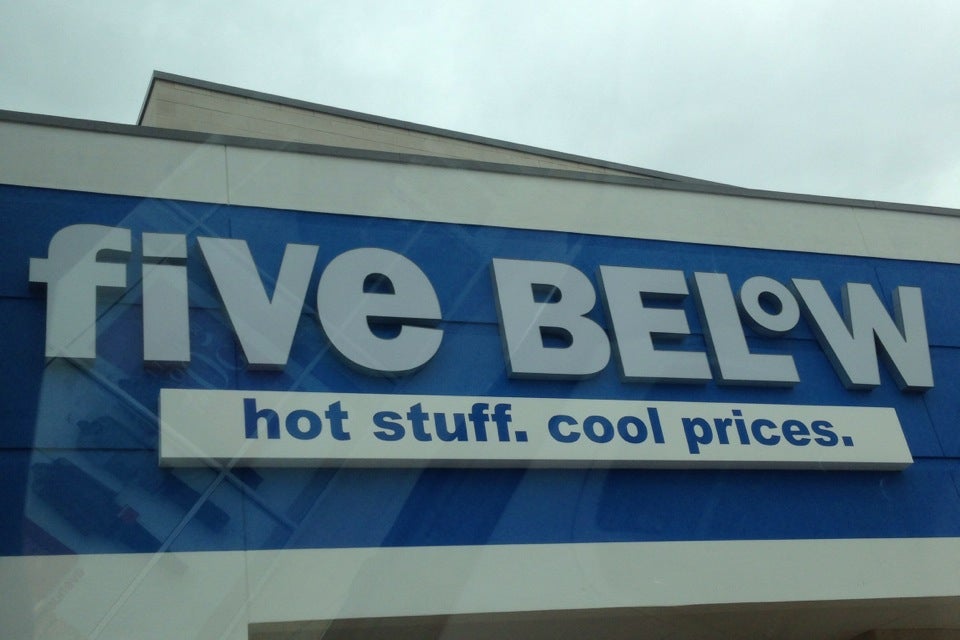 five BELoW
hot stuff. cool prices.